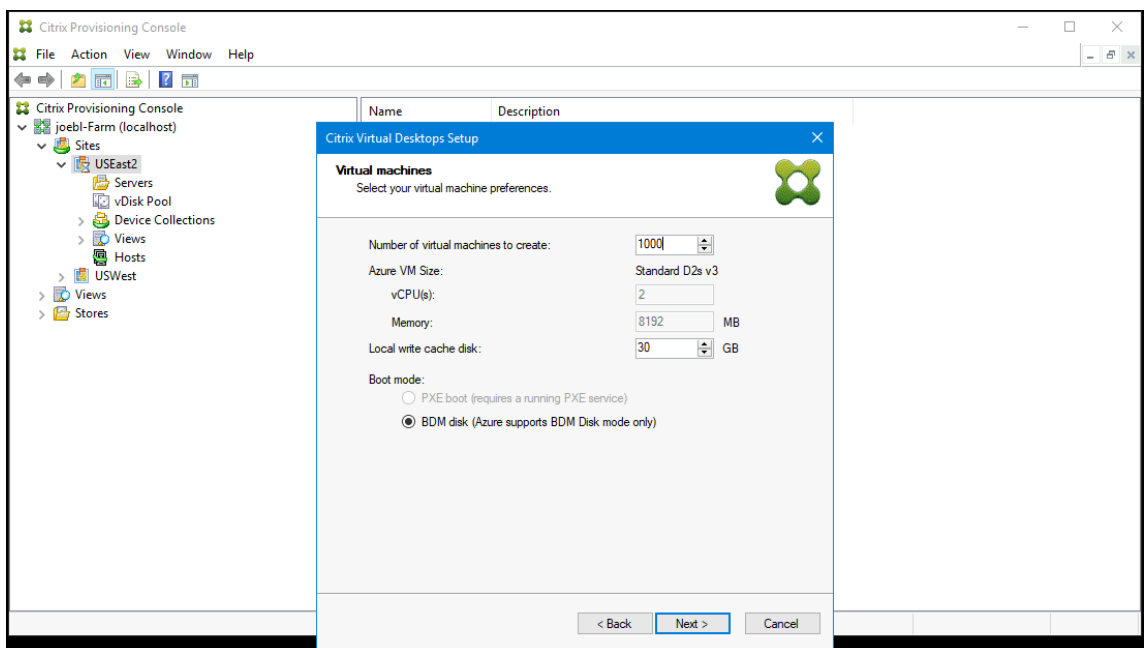 Citrix Provisioning Console
File Action View Window Help
Citrix Provisioning Console
joebl-Farm (localhost)
Sites
USEast2
Servers
vDisk Pool
Device Collections
Views
Hosts
USWest
Views
Stores
Name Description
Citrix Virtual Desktops Setup
Virtual machines
Select your virtual machine preferences.
Number of virtual machines to create: 1000
Azure VM Size: Standard D2s v3
vCPU(s): 2
Memory: 8192 MB
Local write cache disk: 30 GB
Boot mode:
PXE boot (requires a running PXE service)
BDM disk (Azure supports BDM Disk mode only)
< Back Next > Cancel